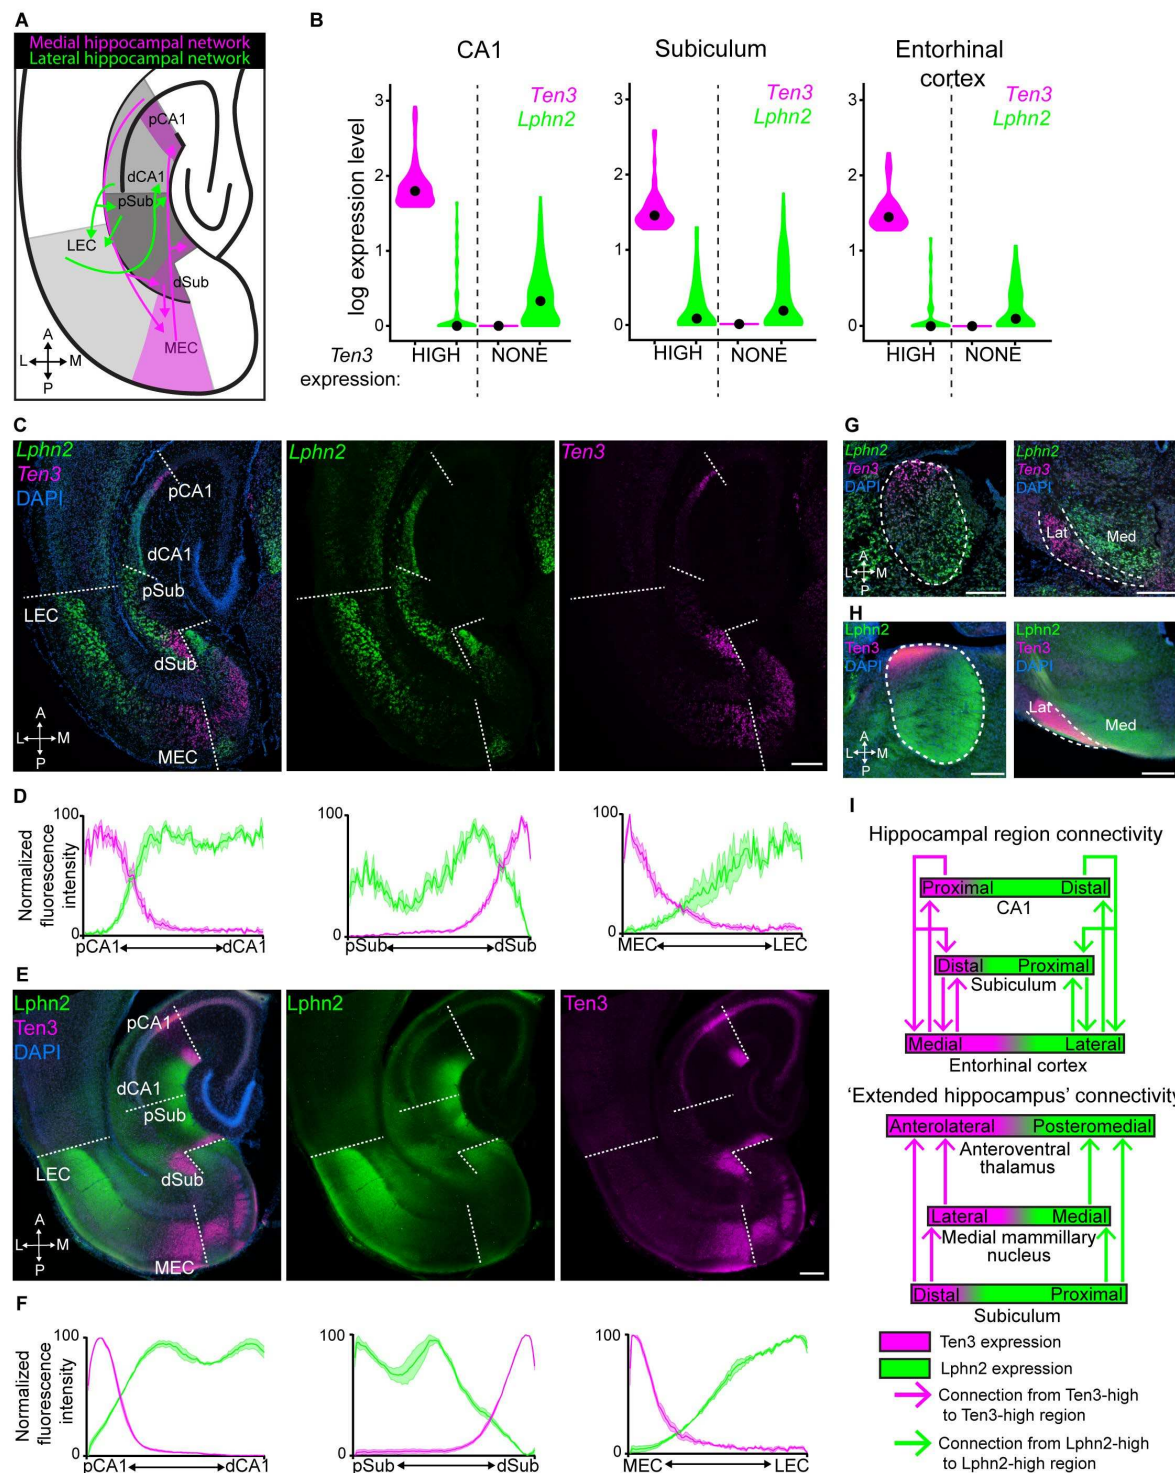 A
Medial hippocampal network
Lateral hippocampal network
pCA1
dCA1
pSub
LEC
dSub
MEC
A
L M
P
B
CA1
Subiculum
Entorhinal
cortex
Ten3
Lphn2
Ten3
Lphn2
Ten3
Lphn2
log expression level
3
2
1
0
3
2
1
0
3
2
1
0
Ten3
expression:
HIGH NONE
HIGH NONE
HIGH NONE
C
Lphn2
Ten3
DAPI
pCA1
dCA1
pSub
LEC
dSub
MEC
A
L M
P
Lphn2
Ten3
G
Lphn2
Ten3
DAPI
A
L M
P
Lphn2
Ten3
DAPI
Lat
Med
H
Lphn2
Ten3
DAPI
A
L M
P
Lphn2
Ten3
DAPI
Lat
Med
D
Normalized
fluorescence
intensity
100
0
pCA1 dCA1
100
0
pSub dSub
100
0
MEC LEC
E
Lphn2
Ten3
DAPI
pCA1
dCA1
pSub
LEC
dSub
MEC
A
L M
P
Lphn2
Ten3
F
Normalized
fluorescence
intensity
100
0
pCA1 dCA1
100
0
pSub dSub
100
0
MEC LEC
I
Hippocampal region connectivity
Proximal Distal
CA1
Distal Proximal
Subiculum
Medial Lateral
Entorhinal cortex
‘Extended hippocampus’ connectivity
Anterolateral Posteromedial
Anteroventral
thalamus
Lateral Medial
Medial mammillary
nucleus
Distal Proximal
Subiculum
Ten3 expression
Lphn2 expression
Connection from Ten3-high
to Ten3-high region
Connection from Lphn2-high
to Lphn2-high region